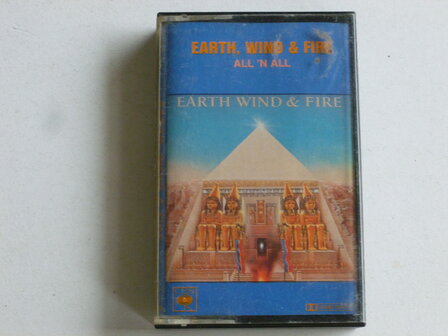 EARTH, WIND & FIRE
ALL 'N ALL
EARTH WIND & FIRE